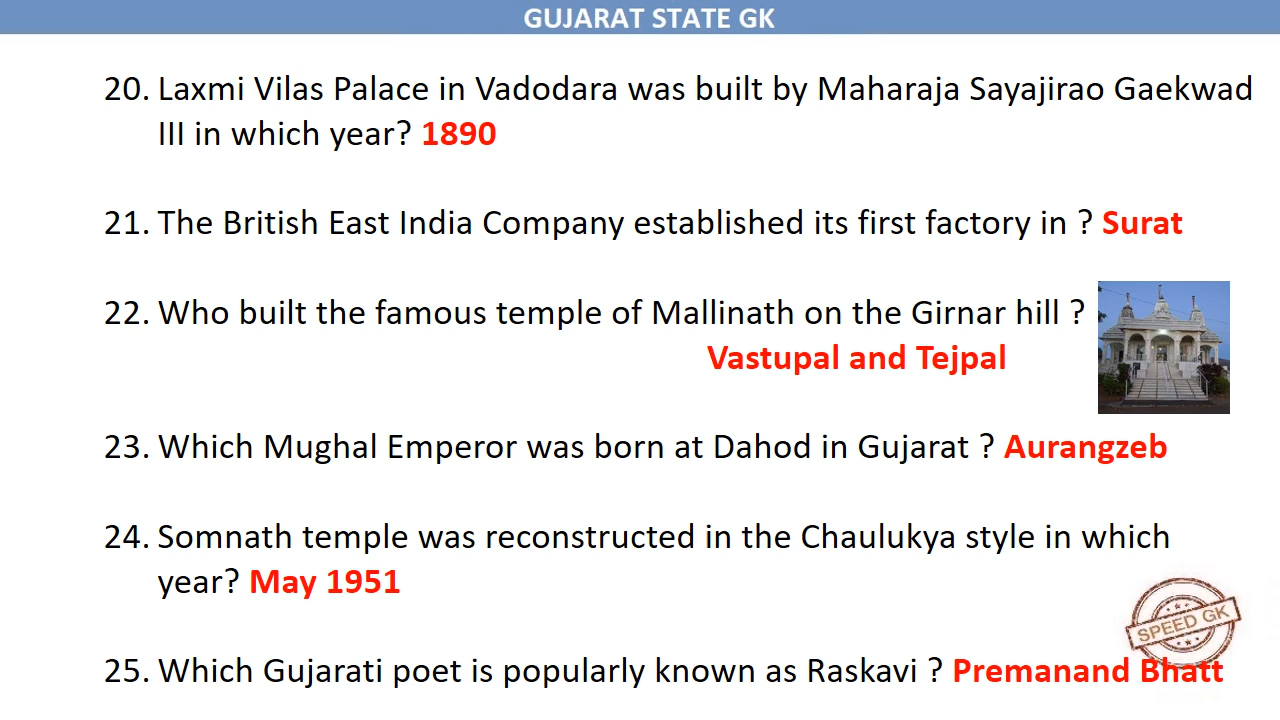 GUJARAT STATE GK
20. Laxmi Vilas Palace in Vadodara was built by Maharaja Sayajirao Gaekwad
III in which year? 1890
21. The British East India Company established its first factory in ? Surat
22. Who built the famous temple of Mallinath on the Girnar hill ?
Vastupal and Tejpal
23. Which Mughal Emperor was born at Dahod in Gujarat ? Aurangzeb
24. Somnath temple was reconstructed in the Chaulukya style in which
year? May 1951
SPEED GK
25. Which Gujarati poet is popularly known as Raskavi ? Premanand Bhatt